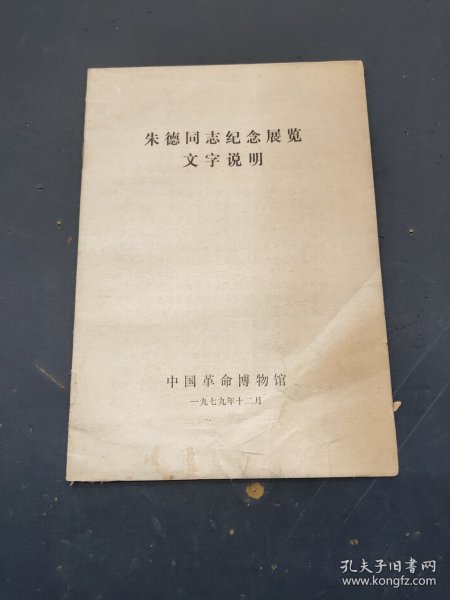 朱德同志纪念展览
文字说明
中国革命博物馆
一九七九年十二月
孔夫子旧书网
www.kongfz.com